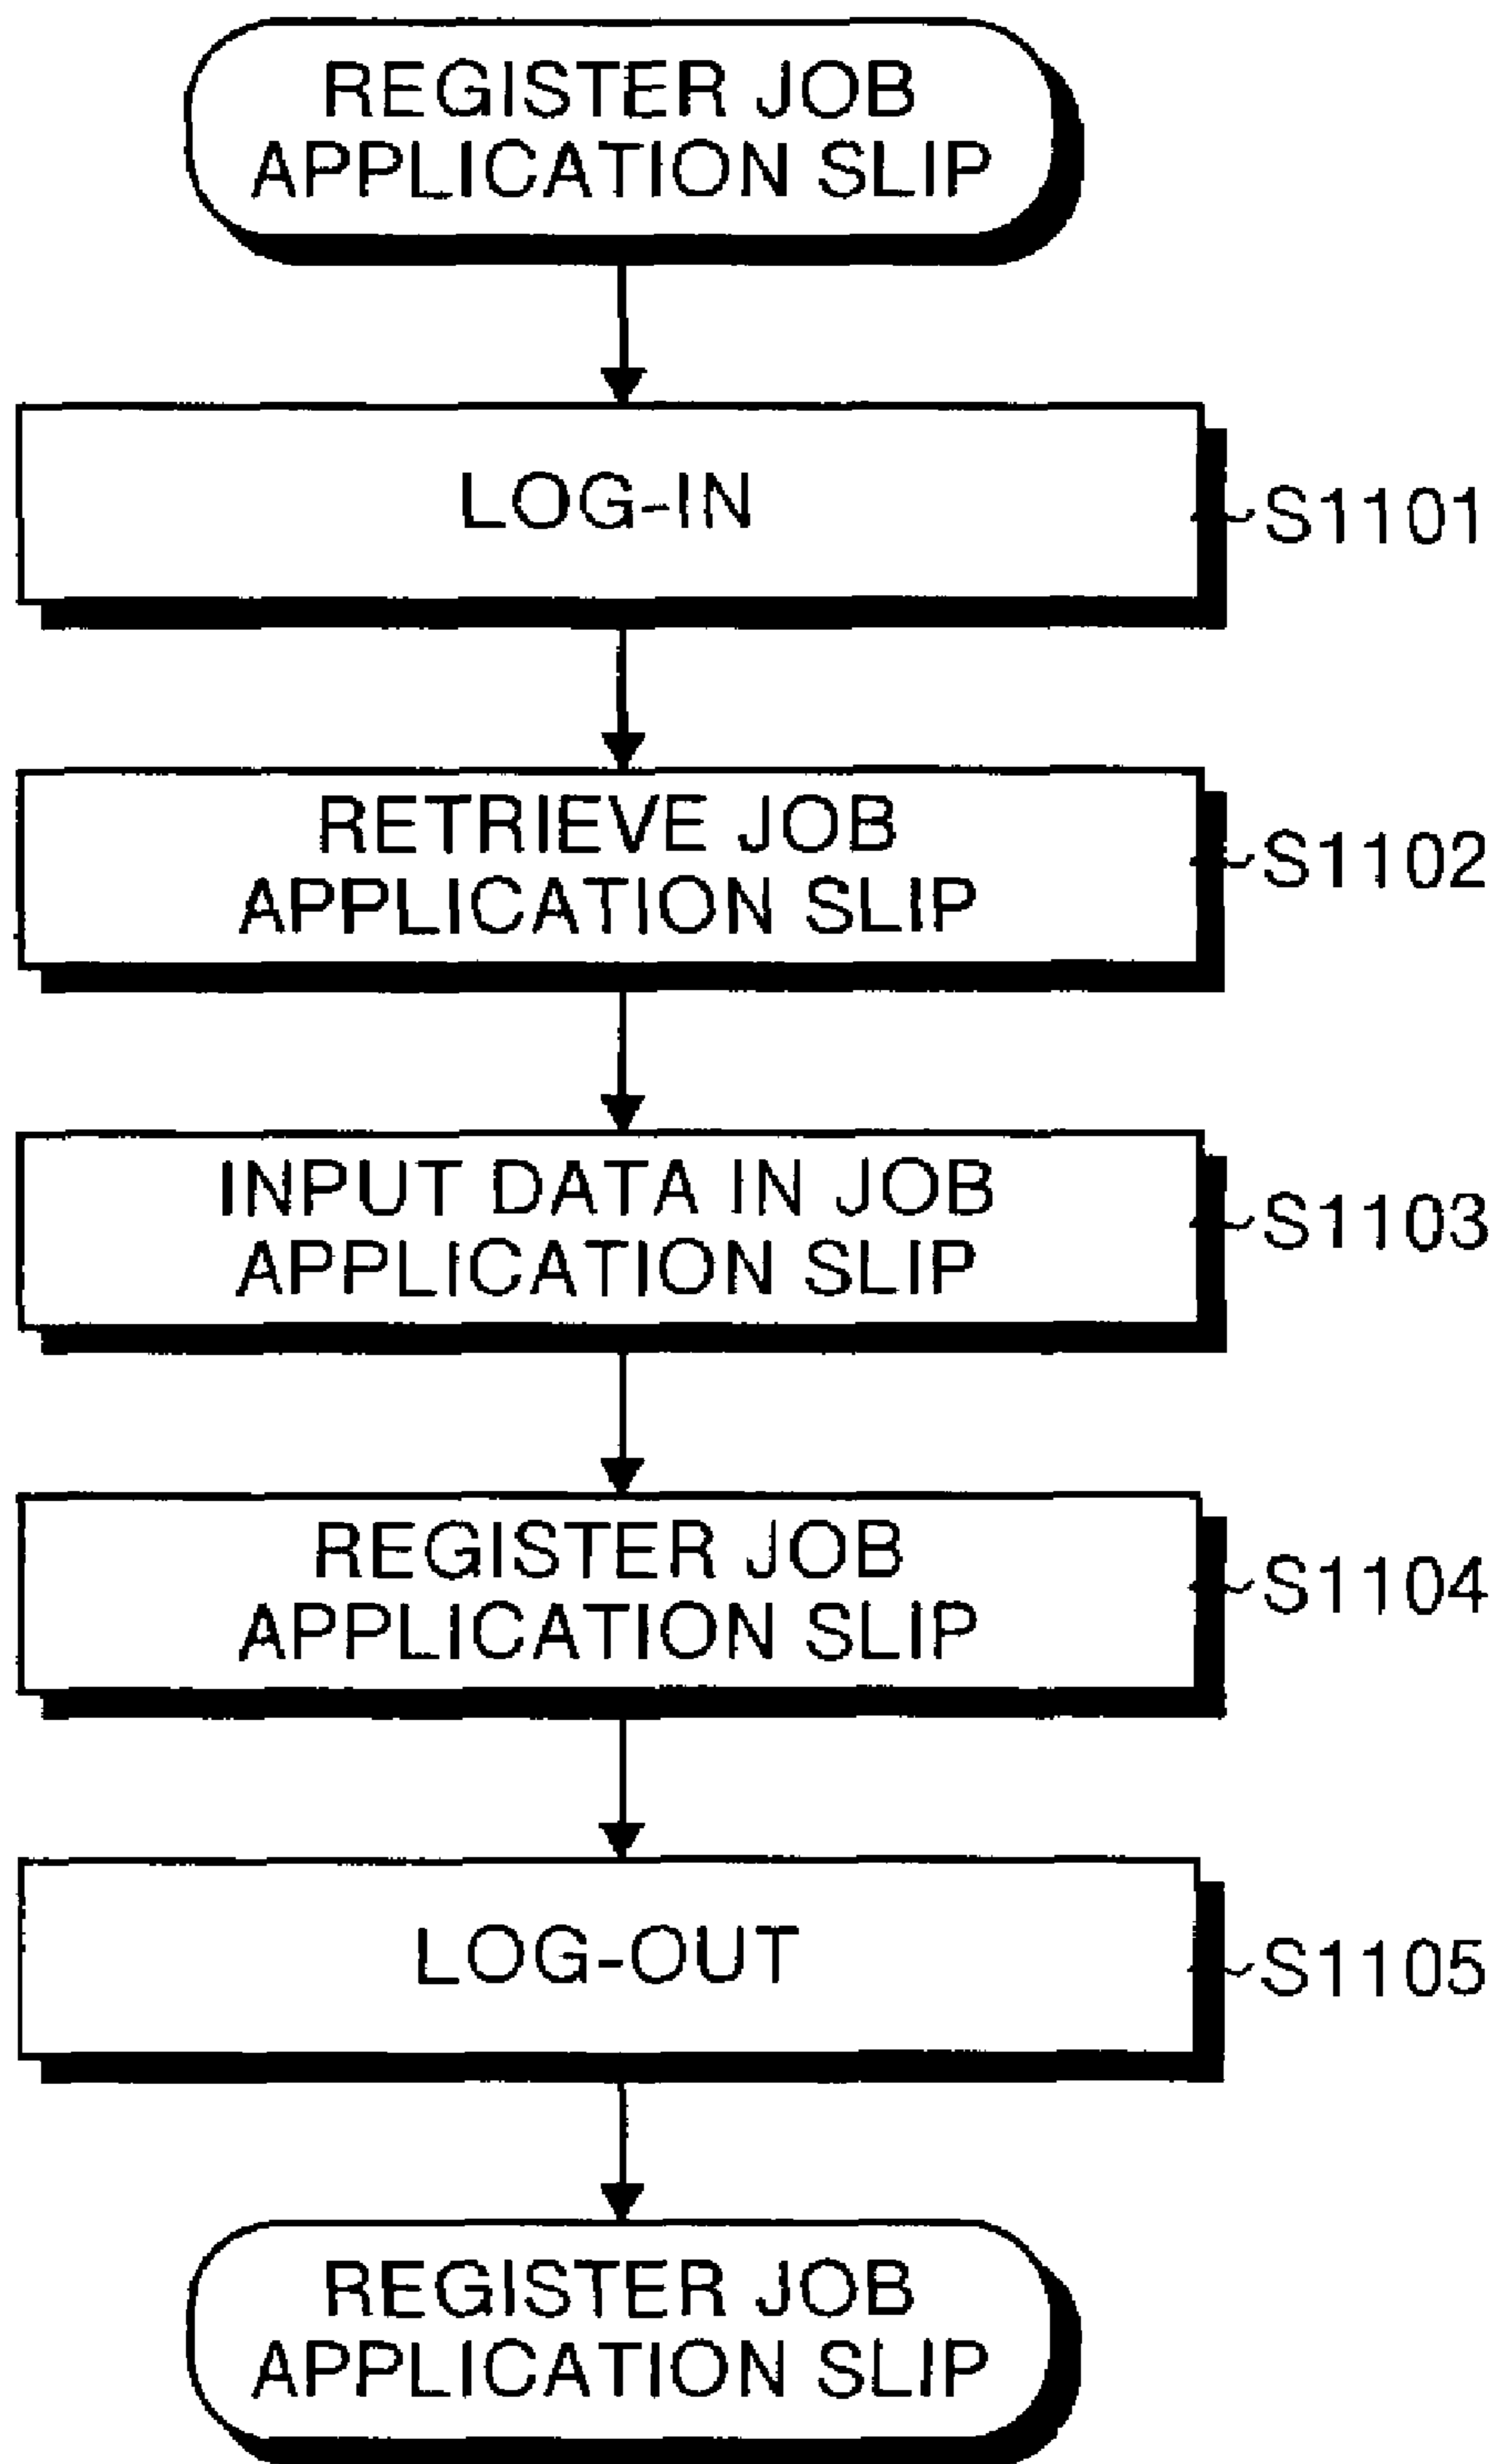 REGISTER JOB
APPLICATION SLIP
LOG-IN
S1101
RETRIEVE JOB
APPLICATION SLIP
S1102
INPUT DATA IN JOB
APPLICATION SLIP
S1103
REGISTER JOB
APPLICATION SLIP
S1104
LOG-OUT
S1105
REGISTER JOB
APPLICATION SLIP